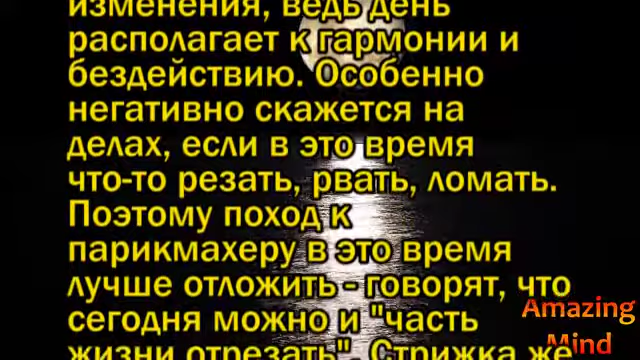 изменения, ведь день
располагает к гармонии и
бездействию. Особенно
негативно скажется на
делах, если в это время
что-то резать, рвать, ломать.
Поэтому поход к
парикмахеру в это время
лучше отложить - говорят, что
сегодня можно и "часть
жизни отрезать". Стрижка ж
Amazing
Mind